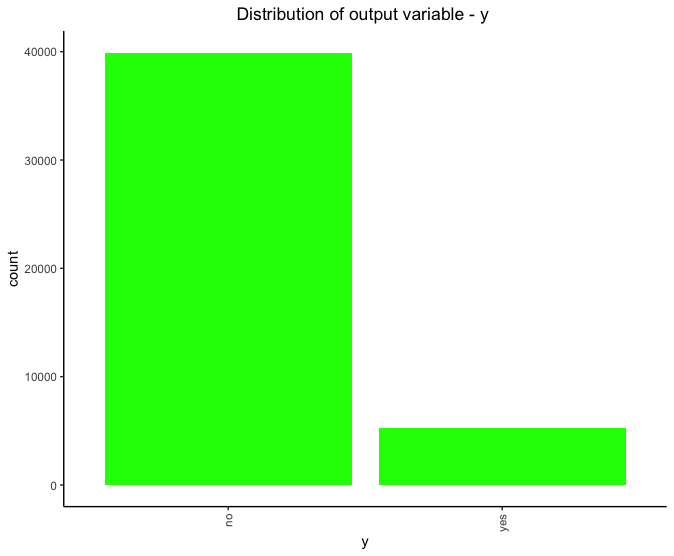 Distribution of output variable - y
40000
30000
20000
10000
0
count
no
yes
y